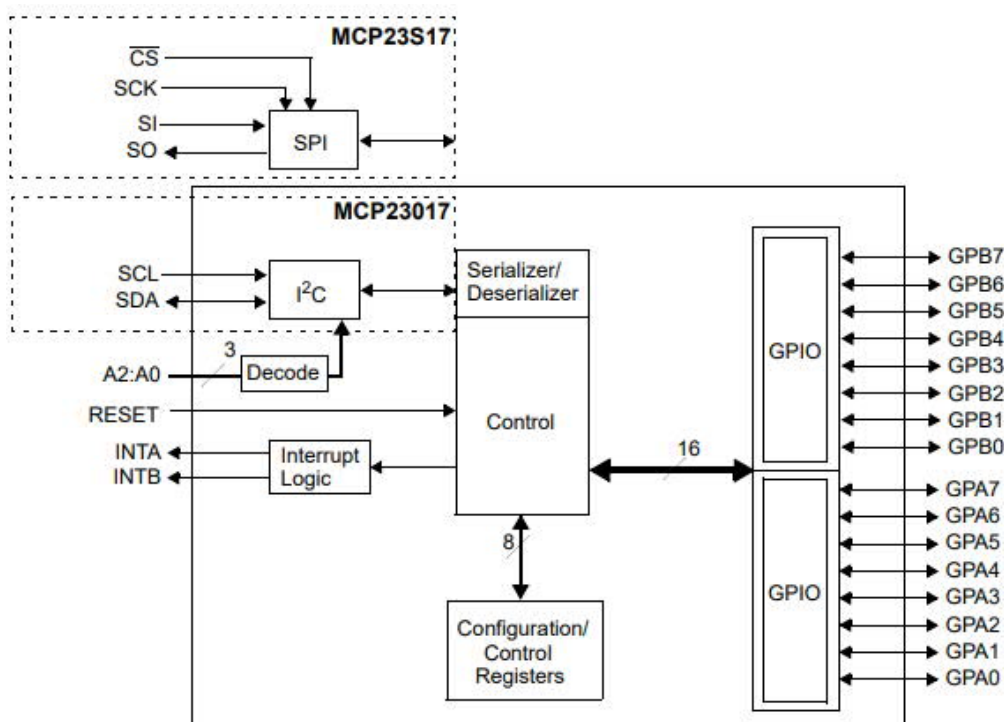 MCP23S17
CS
SCK
SI
SO
SPI
MCP23017
SCL
SDA
I²C
Serializer/
Deserializer
3
A2:A0
Decode
RESET
Control
INTA
INTB
Interrupt
Logic
16
8
Configuration/
Control
Registers
GPIO
GPB7
GPB6
GPB5
GPB4
GPB3
GPB2
GPB1
GPB0
GPIO
GPA7
GPA6
GPA5
GPA4
GPA3
GPA2
GPA1
GPA0